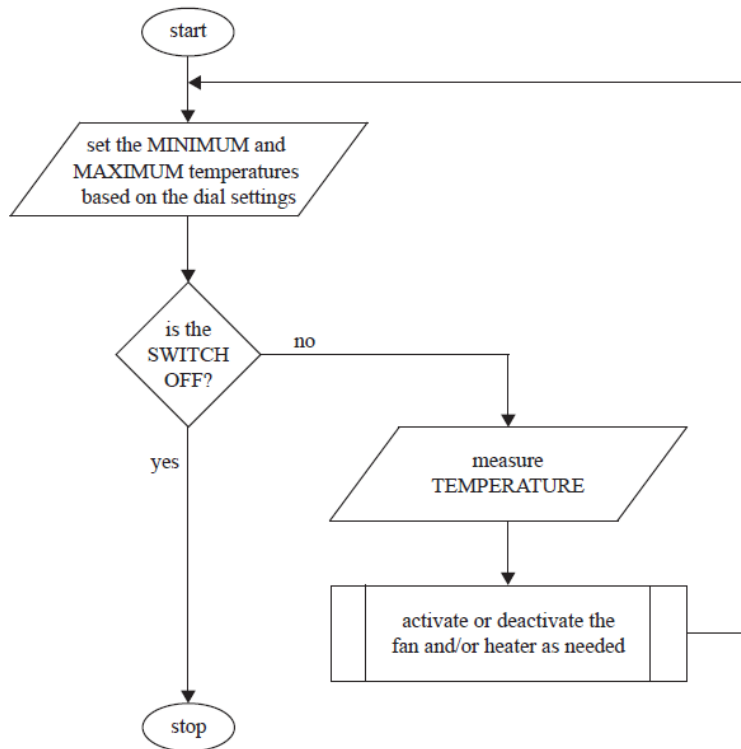 start
set the MINIMUM and
MAXIMUM temperatures
based on the dial settings
is the
SWITCH
OFF?
no
yes
measure
TEMPERATURE
activate or deactivate the
fan and/or heater as needed
stop